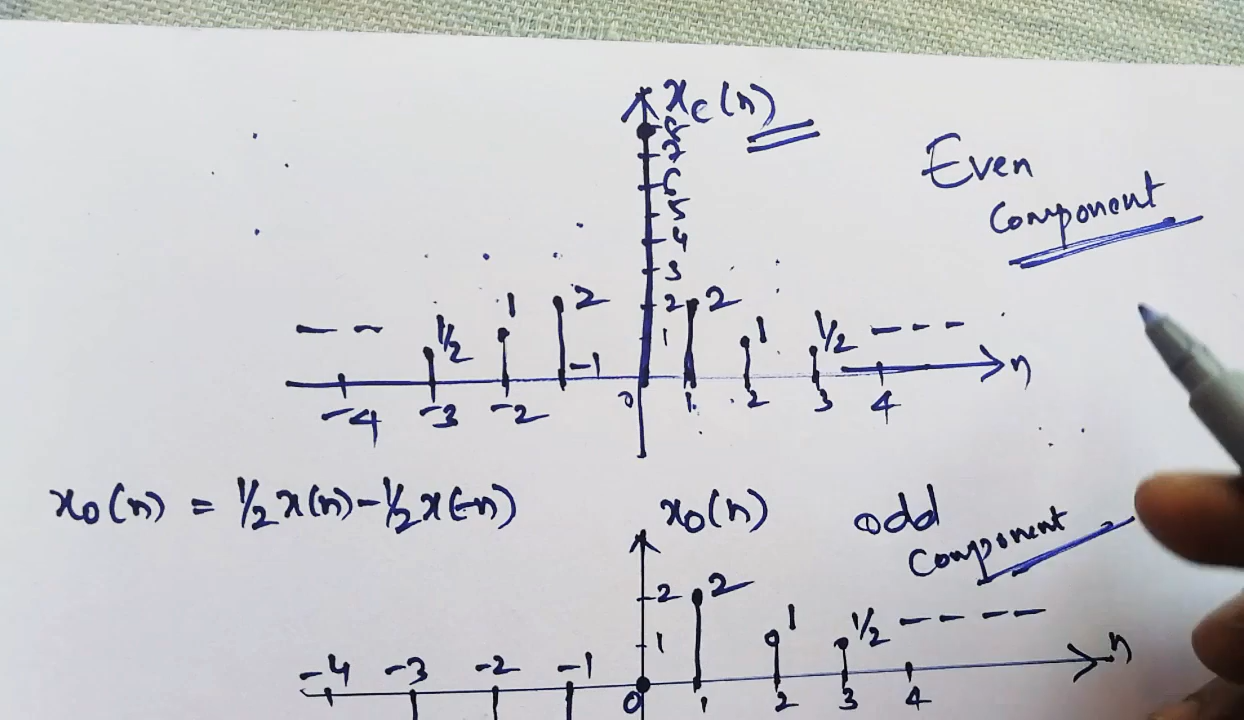 xe(n)
Even
component
8
7
6
5
4
3
2 2 2
1 1 1
1/2 1/2
-4 -3 -2 -1 0 1 2 3 4 n
x0(n) = 1/2x(n)-1/2x(-n)
x0(n)
odd
component
2 2
1 1 1/2
-4 -3 -2 -1 0 1 2 3 4 n